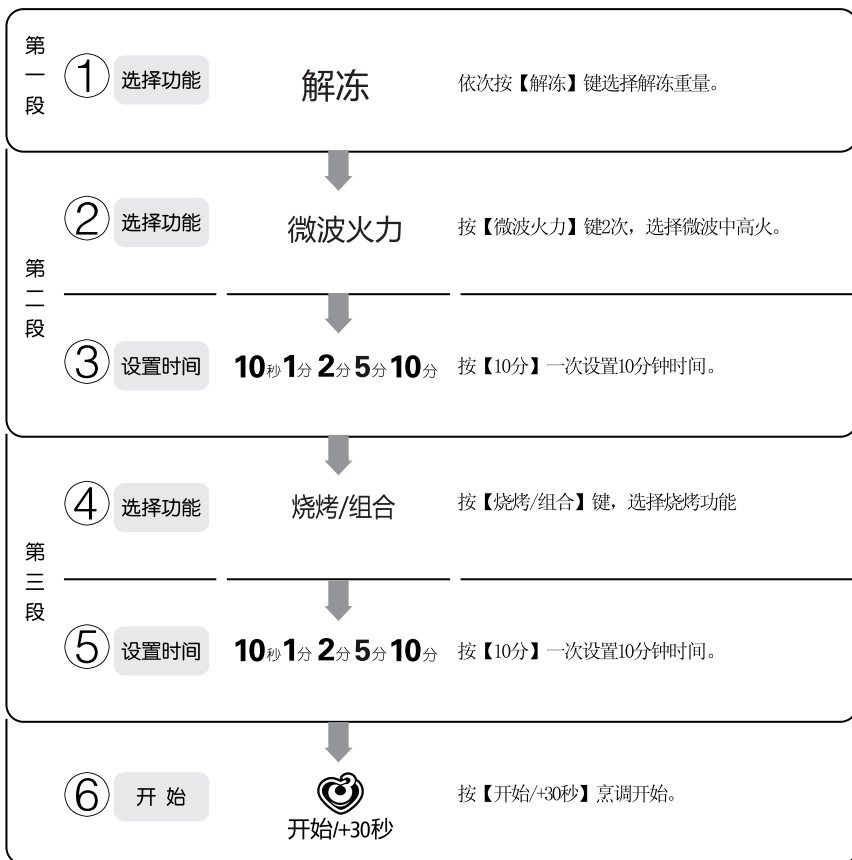 第一段
① 选择功能 解冻 依次按【解冻】键选择解冻重量。
第二段
② 选择功能 微波火力 按【微波火力】键2次，选择微波中高火。
③ 设置时间 10秒 1分 2分 5分 10分 按【10分】一次设置10分钟时间。
第三段
④ 选择功能 烧烤/组合 按【烧烤/组合】键，选择烧烤功能
⑤ 设置时间 10秒 1分 2分 5分 10分 按【10分】一次设置10分钟时间。
⑥ 开始 开始/+30秒 按【开始/+30秒】烹调开始。